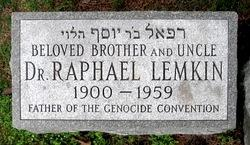 רפאל בר יוסף הלוי
BELOVED BROTHER AND UNCLE
DR. RAPHAEL LEMKIN
1900 – 1959
FATHER OF THE GENOCIDE CONVENTION